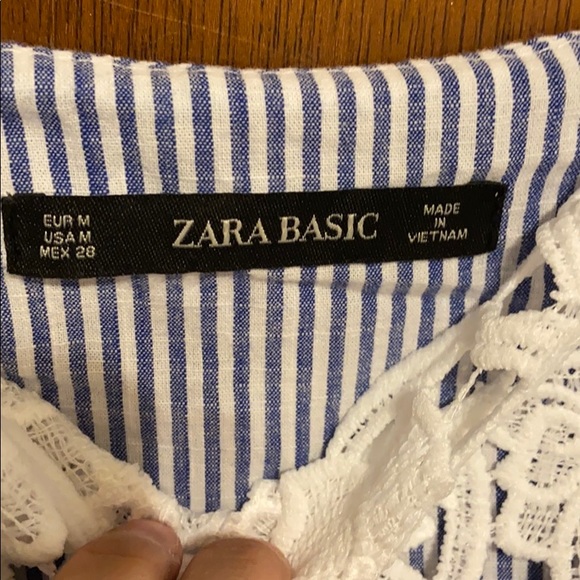 EUR M
USA M
MEX 28
ZARA BASIC
MADE
IN
VIETNAM